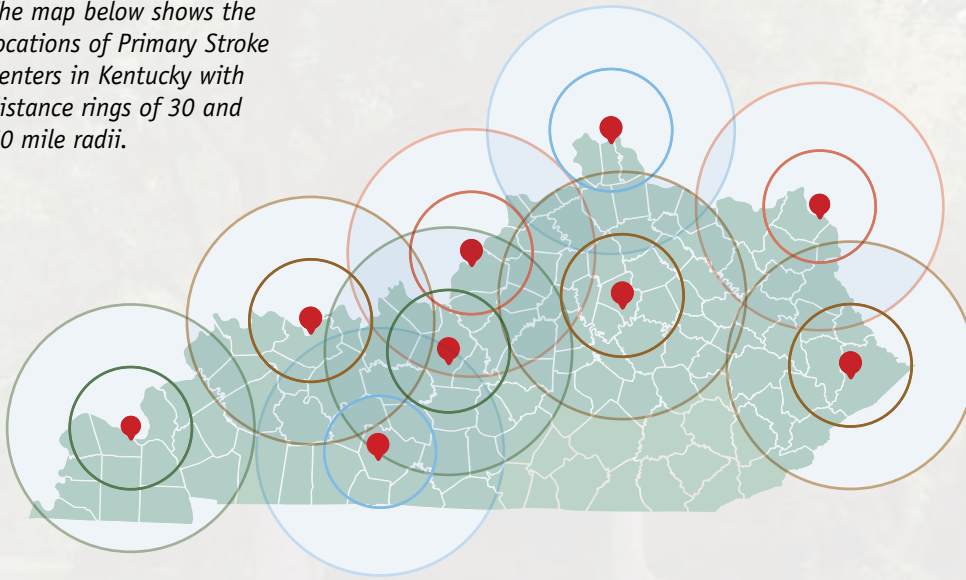 he map below shows the
ocations of Primary Stroke
enters in Kentucky with
istance rings of 30 and
0 mile radii.